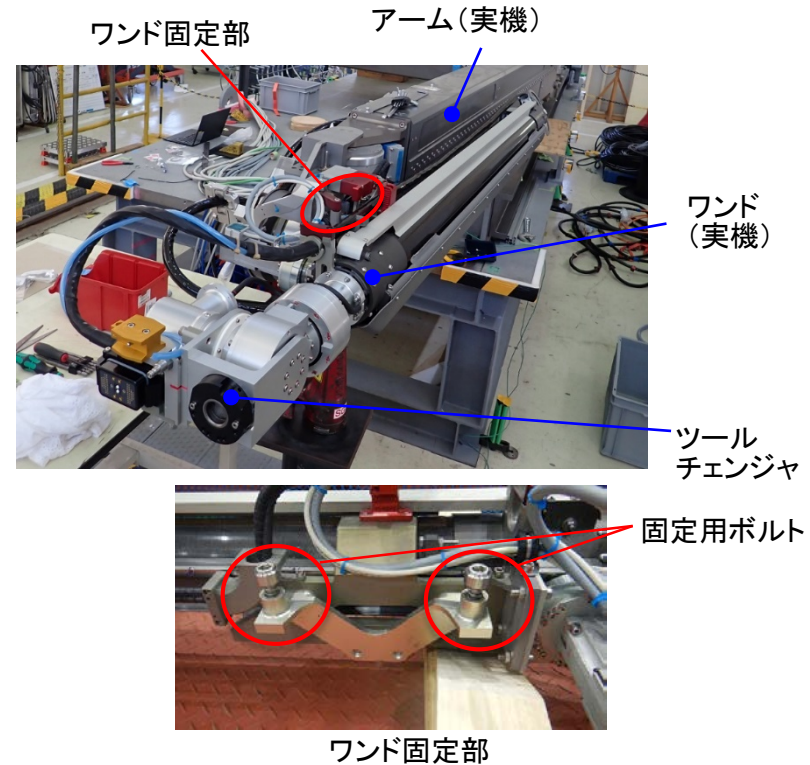 ワンド固定部
アーム（実機）
ワンド
（実機）
ツール
チェンジャ
固定用ボルト
ワンド固定部